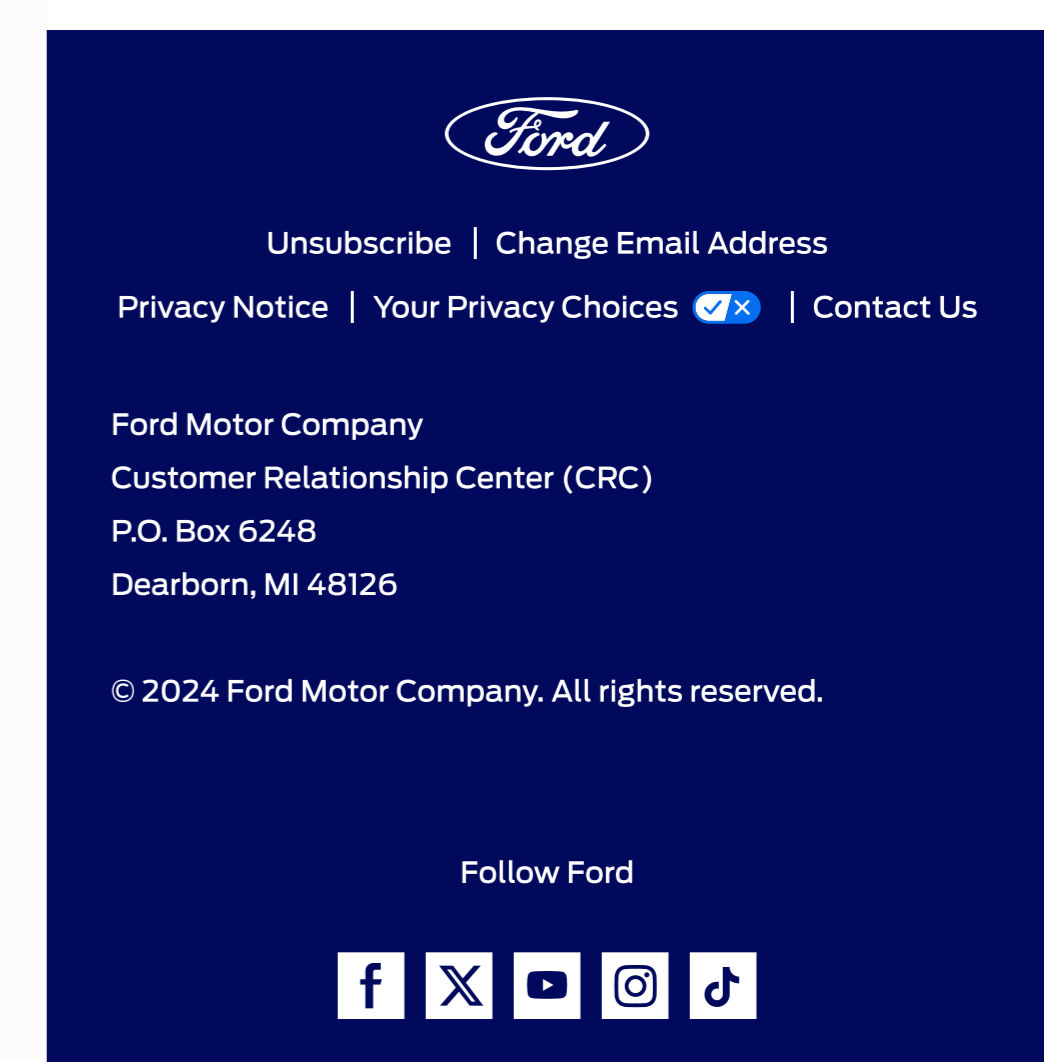 Ford
Unsubscribe | Change Email Address
Privacy Notice | Your Privacy Choices | Contact Us
Ford Motor Company
Customer Relationship Center (CRC)
P.O. Box 6248
Dearborn, MI 48126
© 2024 Ford Motor Company. All rights reserved.
Follow Ford